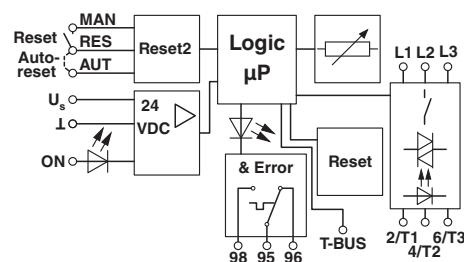 MAN
Reset
RES
Auto-
reset
AUT
Reset2
Logic
µP
L1 L2 L3
Us
⊥
24
VDC
ON
& Error
Reset
98 95 96
T-BUS
2/T1 6/T3
4/T2